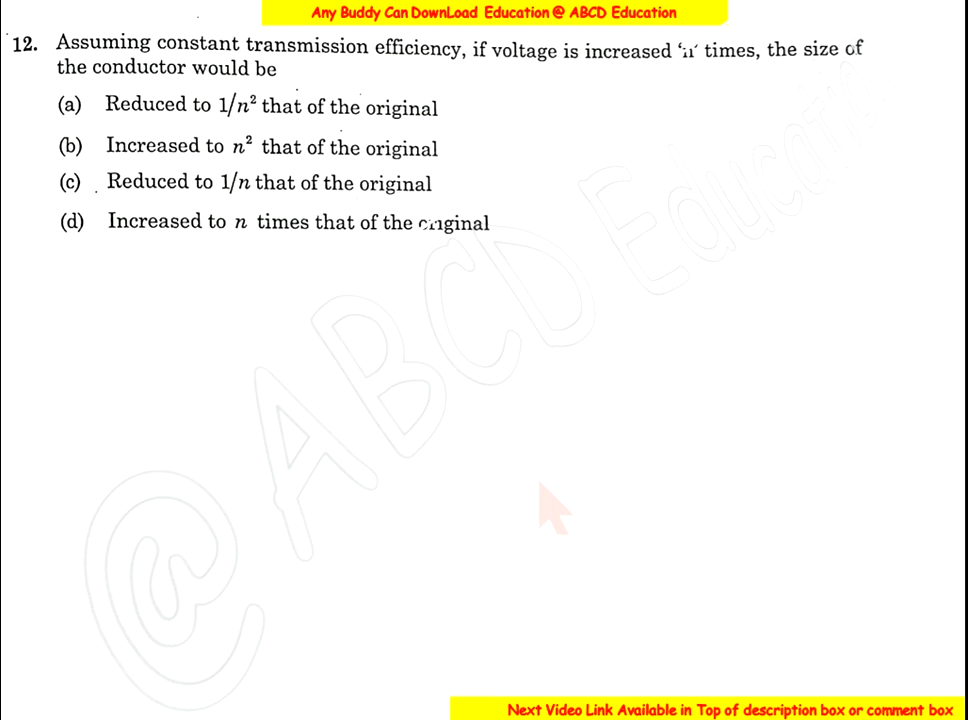 Any Buddy Can DownLoad Education @ ABCD Education
12. Assuming constant transmission efficiency, if voltage is increased 'n' times, the size of
the conductor would be
(a) Reduced to 1/n² that of the original
(b) Increased to n² that of the original
(c) Reduced to 1/n that of the original
(d) Increased to n times that of the original
@ABCD Education
Next Video Link Available in Top of description box or comment box